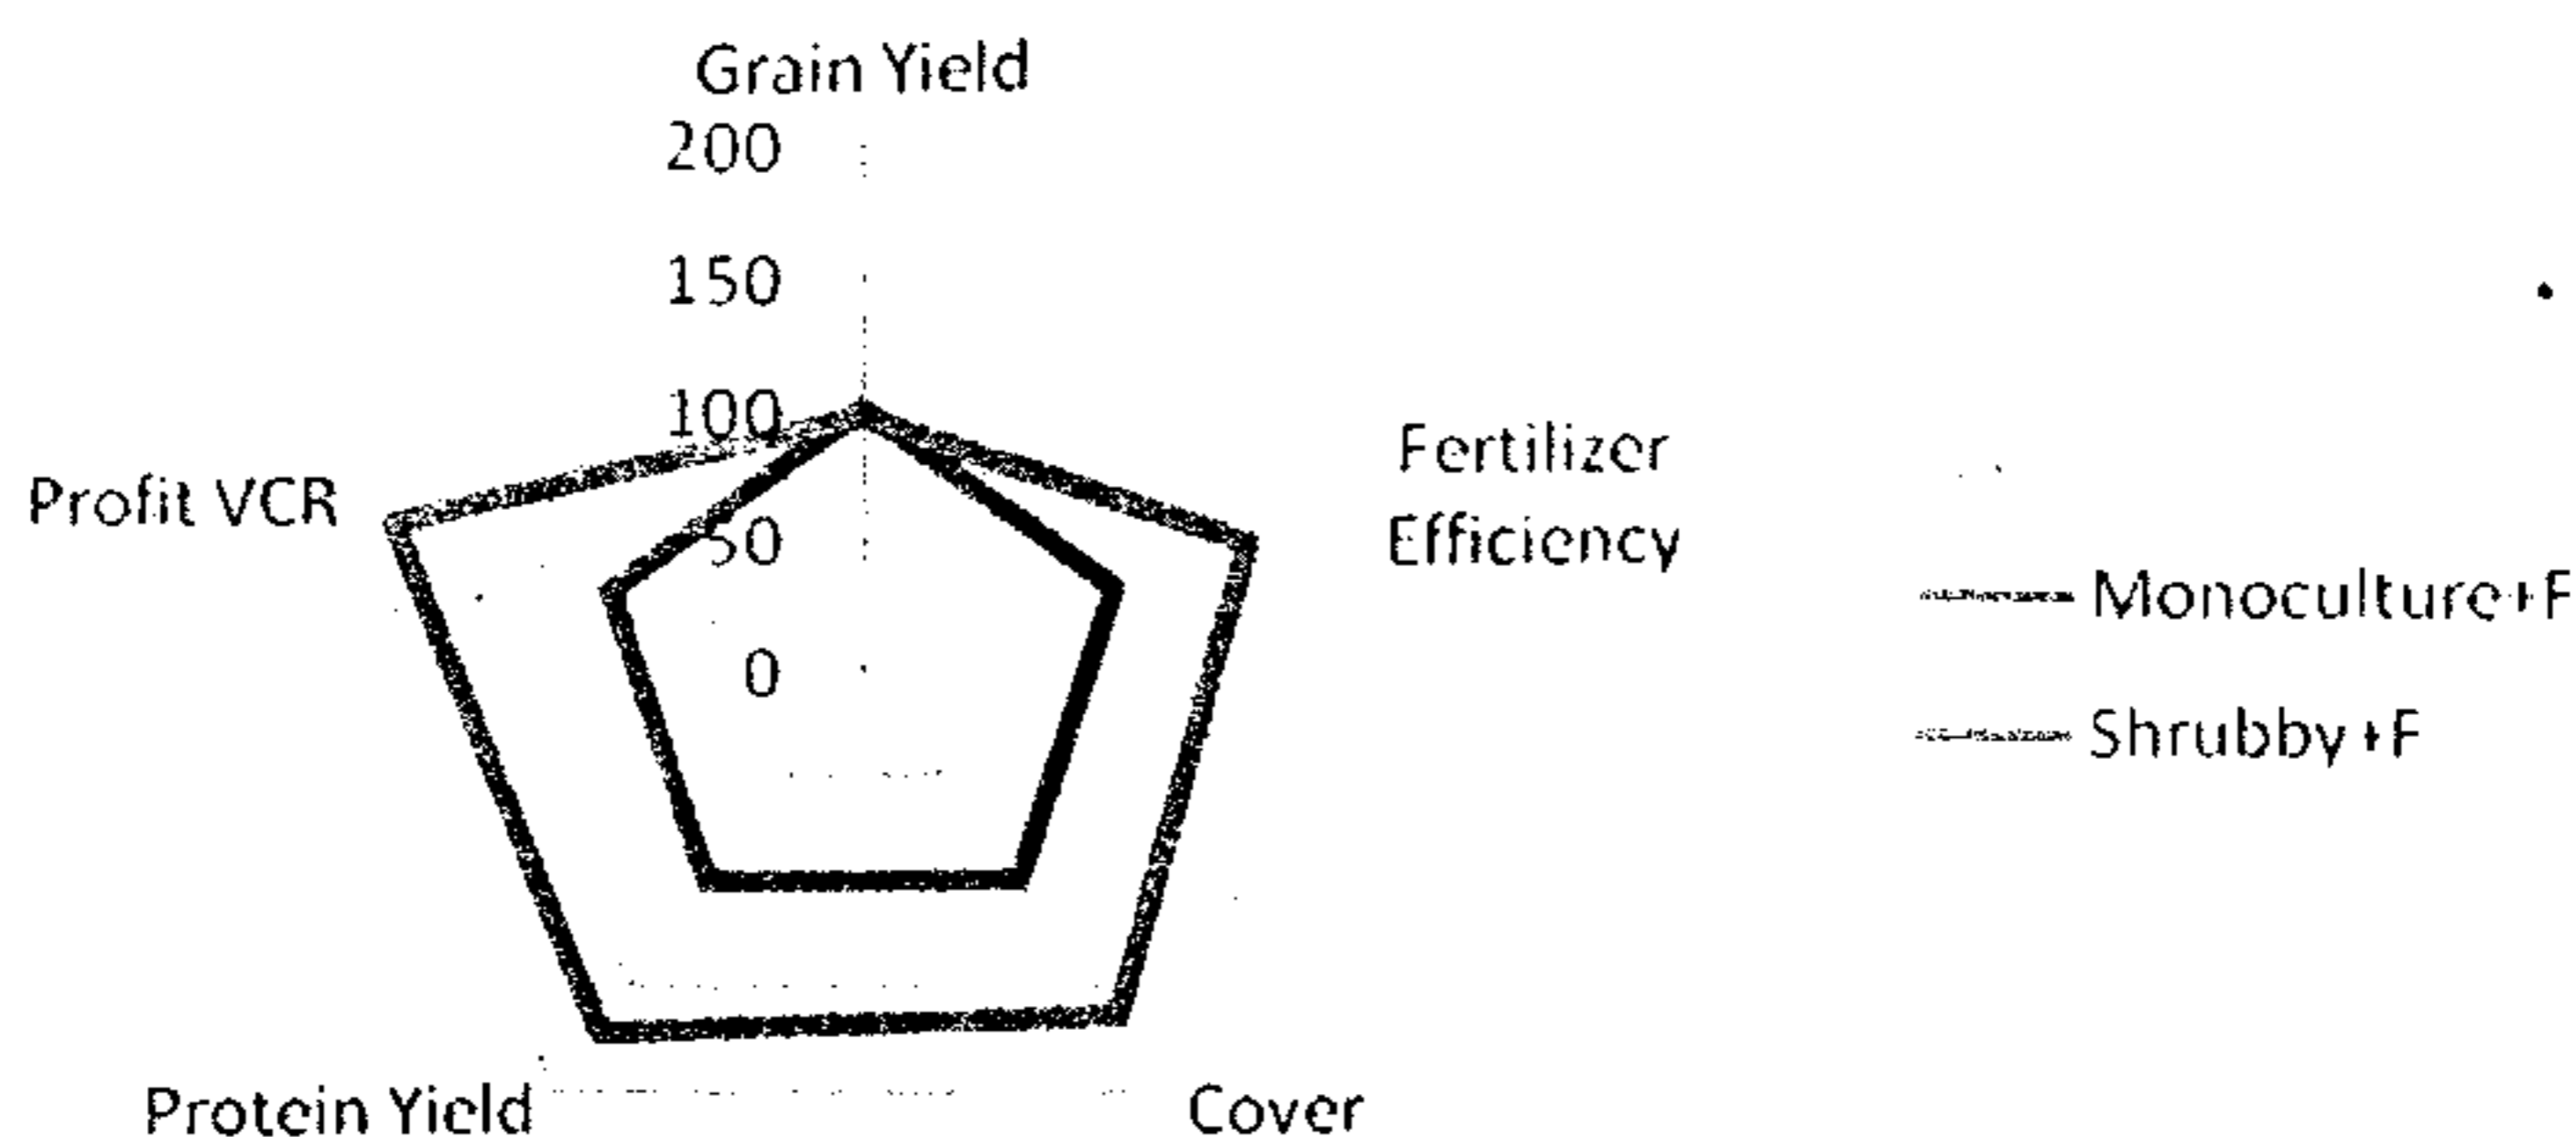 Grain Yield
200
150
100
50
0
Fertilizer
Efficiency
Profit VCR
Protein Yield
Cover
Monoculture+F
Shrubby+F